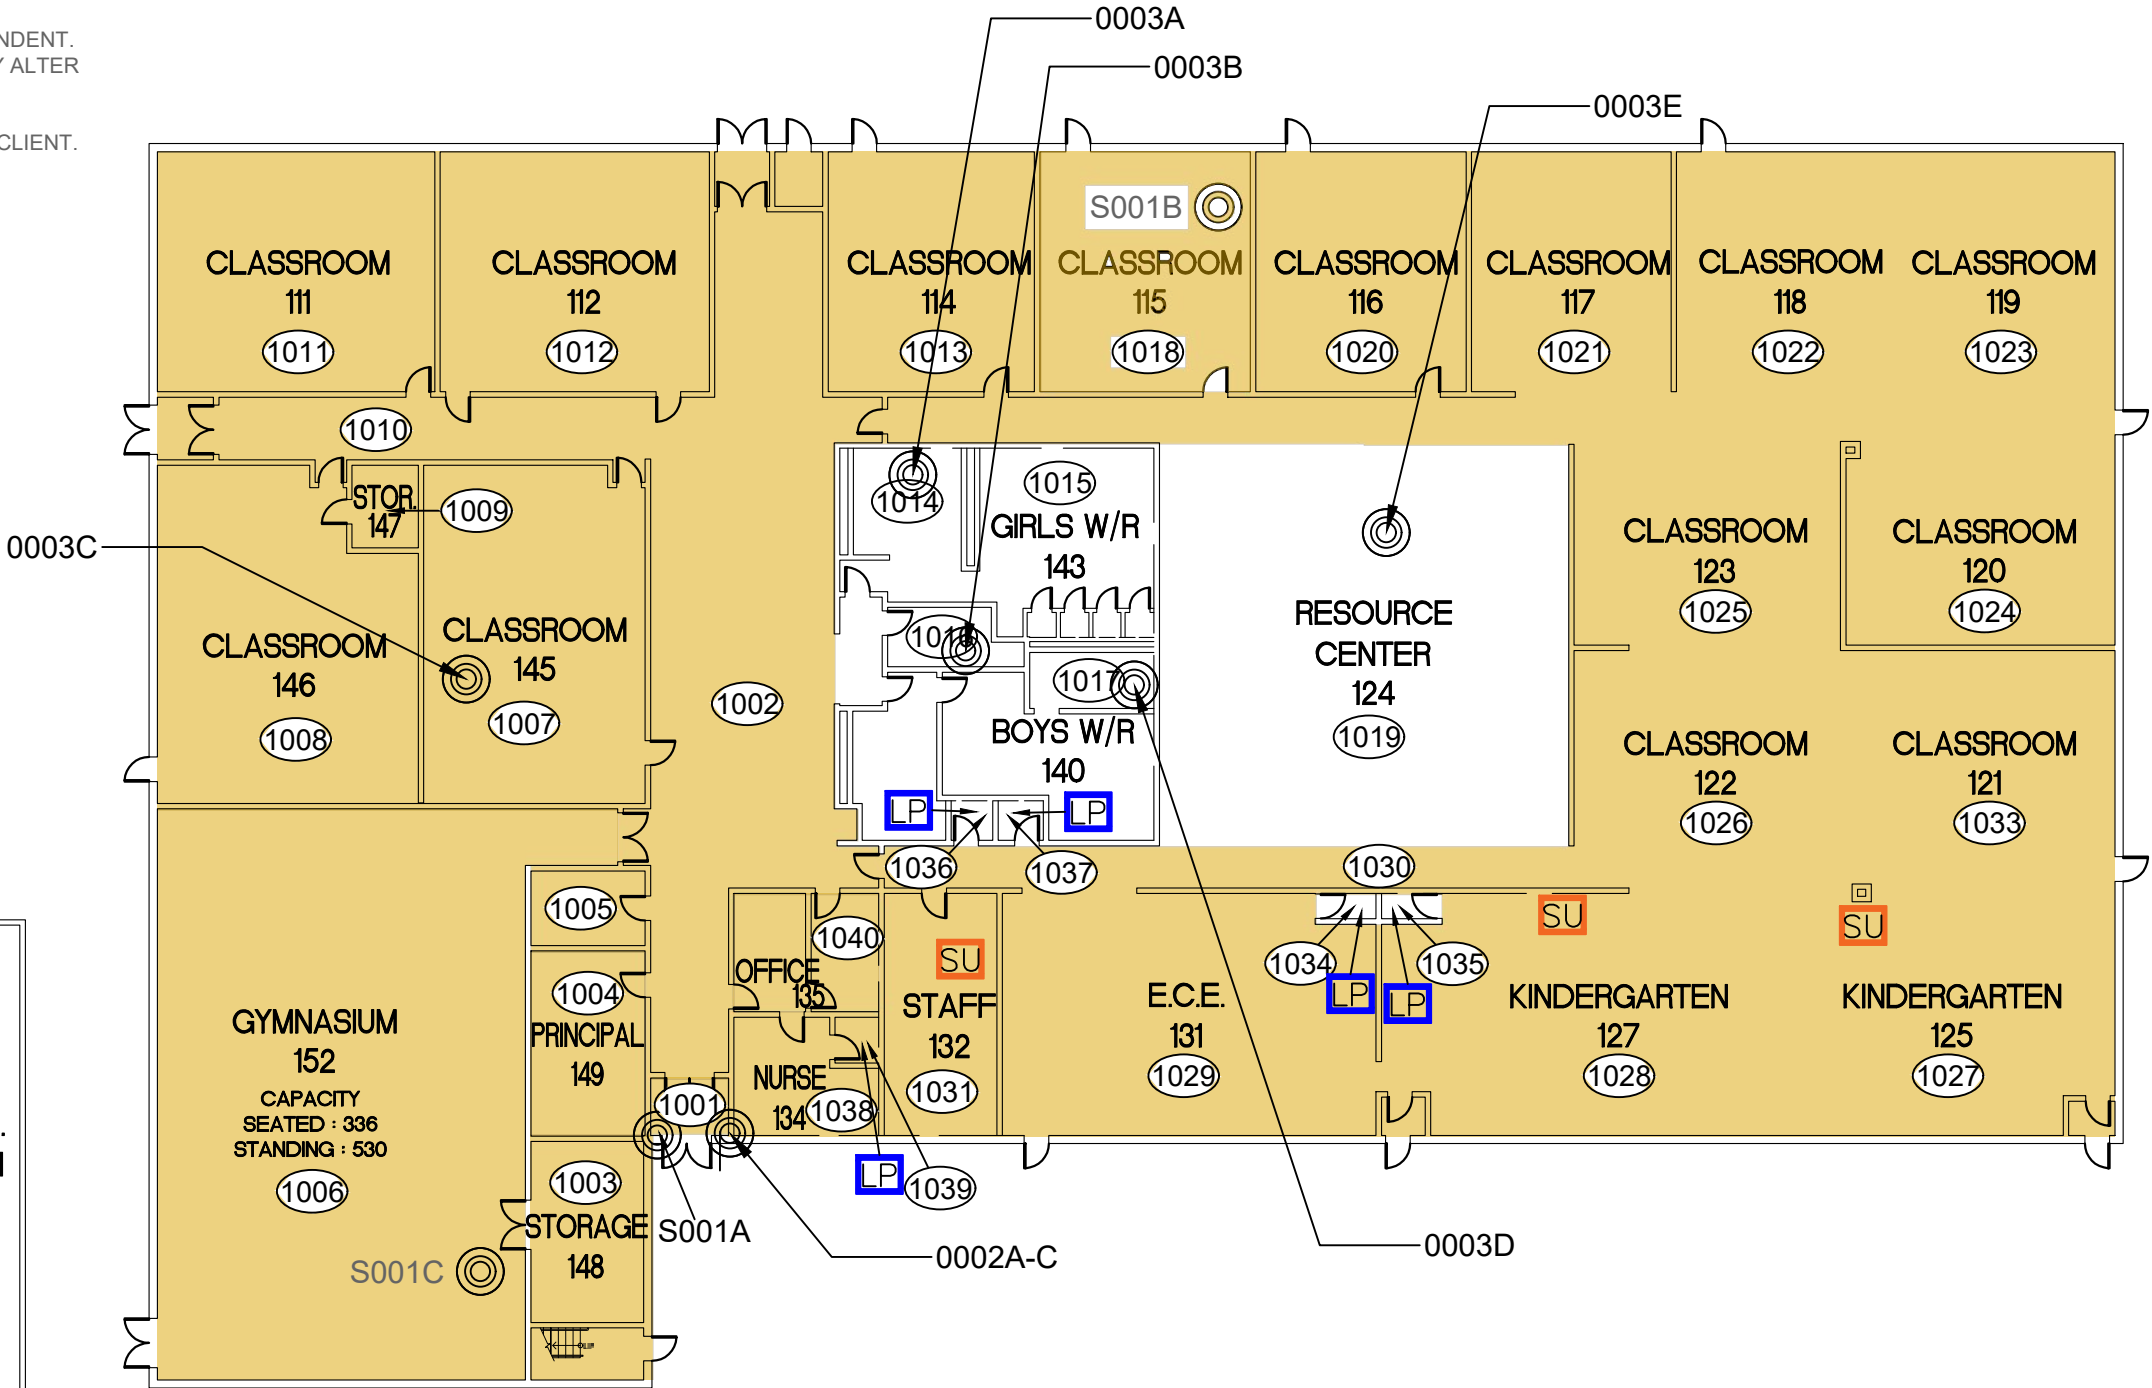 NDENT.
Y ALTER
CLIENT.
0003A
0003B
0003E
S001B
CLASSROOM
111
1011
CLASSROOM
112
1012
CLASSROOM
114
1013
CLASSROOM
115
1018
CLASSROOM
116
1020
CLASSROOM
117
1021
CLASSROOM
118
1022
CLASSROOM
119
1023
1010
STOR.
147
1009
1014
1015
GIRLS W/R
143
0003C
CLASSROOM
146
1008
CLASSROOM
145
1007
1002
1016
1017
BOYS W/R
140
RESOURCE
CENTER
124
1019
CLASSROOM
123
1025
CLASSROOM
120
1024
CLASSROOM
122
1026
CLASSROOM
121
1033
LP
LP
1036
1037
1030
1005
1004
PRINCIPAL
149
1040
OFFICE
135
SU
STAFF
132
1031
E.C.E.
131
1029
1034
LP
1035
LP
SU
KINDERGARTEN
127
1028
SU
KINDERGARTEN
125
1027
GYMNASIUM
152
CAPACITY
SEATED : 336
STANDING : 530
1006
1001
NURSE
134
1038
LP
1039
1003
STORAGE
148
S001A
0002A-C
0003D
S001C